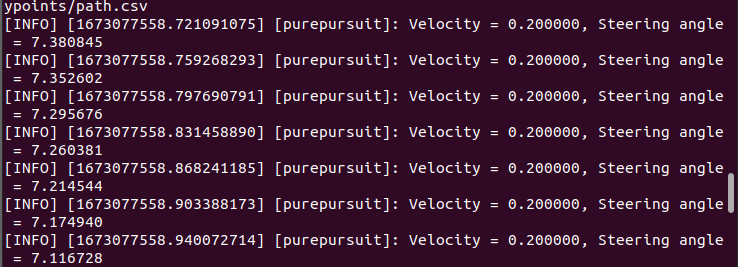 ypoints/path.csv
[INFO] [1673077558.721091075] [purepursuit]: Velocity = 0.200000, Steering angle
 = 7.380845
[INFO] [1673077558.759268293] [purepursuit]: Velocity = 0.200000, Steering angle
 = 7.352602
[INFO] [1673077558.797690791] [purepursuit]: Velocity = 0.200000, Steering angle
 = 7.295676
[INFO] [1673077558.831458890] [purepursuit]: Velocity = 0.200000, Steering angle
 = 7.260381
[INFO] [1673077558.868241185] [purepursuit]: Velocity = 0.200000, Steering angle
 = 7.214544
[INFO] [1673077558.903388173] [purepursuit]: Velocity = 0.200000, Steering angle
 = 7.174940
[INFO] [1673077558.940072714] [purepursuit]: Velocity = 0.200000, Steering angle
 = 7.116728